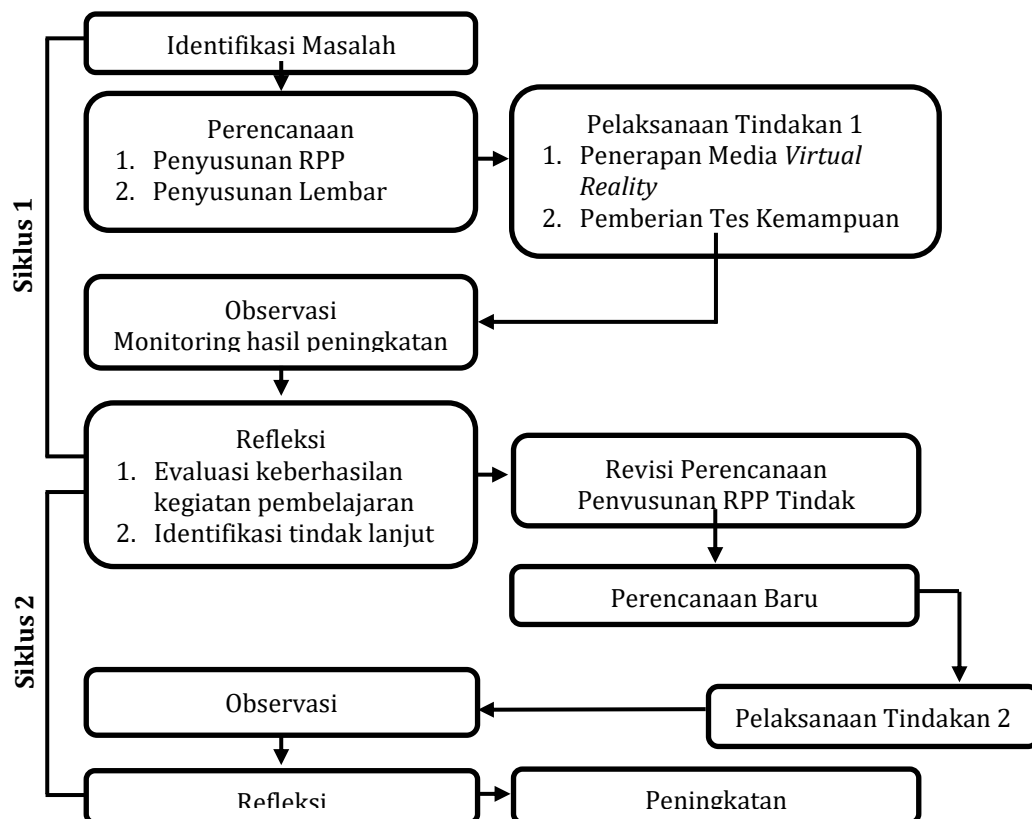 Identifikasi Masalah
Perencanaan
1. Penyusunan RPP
2. Penyusunan Lembar
Pelaksanaan Tindakan 1
1. Penerapan Media Virtual
Reality
2. Pemberian Tes Kemampuan
Siklus 1
Observasi
Monitoring hasil peningkatan
Refleksi
1. Evaluasi keberhasilan
kegiatan pembelajaran
2. Identifikasi tindak lanjut
Revisi Perencanaan
Penyusunan RPP Tindak
Perencanaan Baru
Siklus 2
Observasi
Pelaksanaan Tindakan 2
Refleksi
Peningkatan